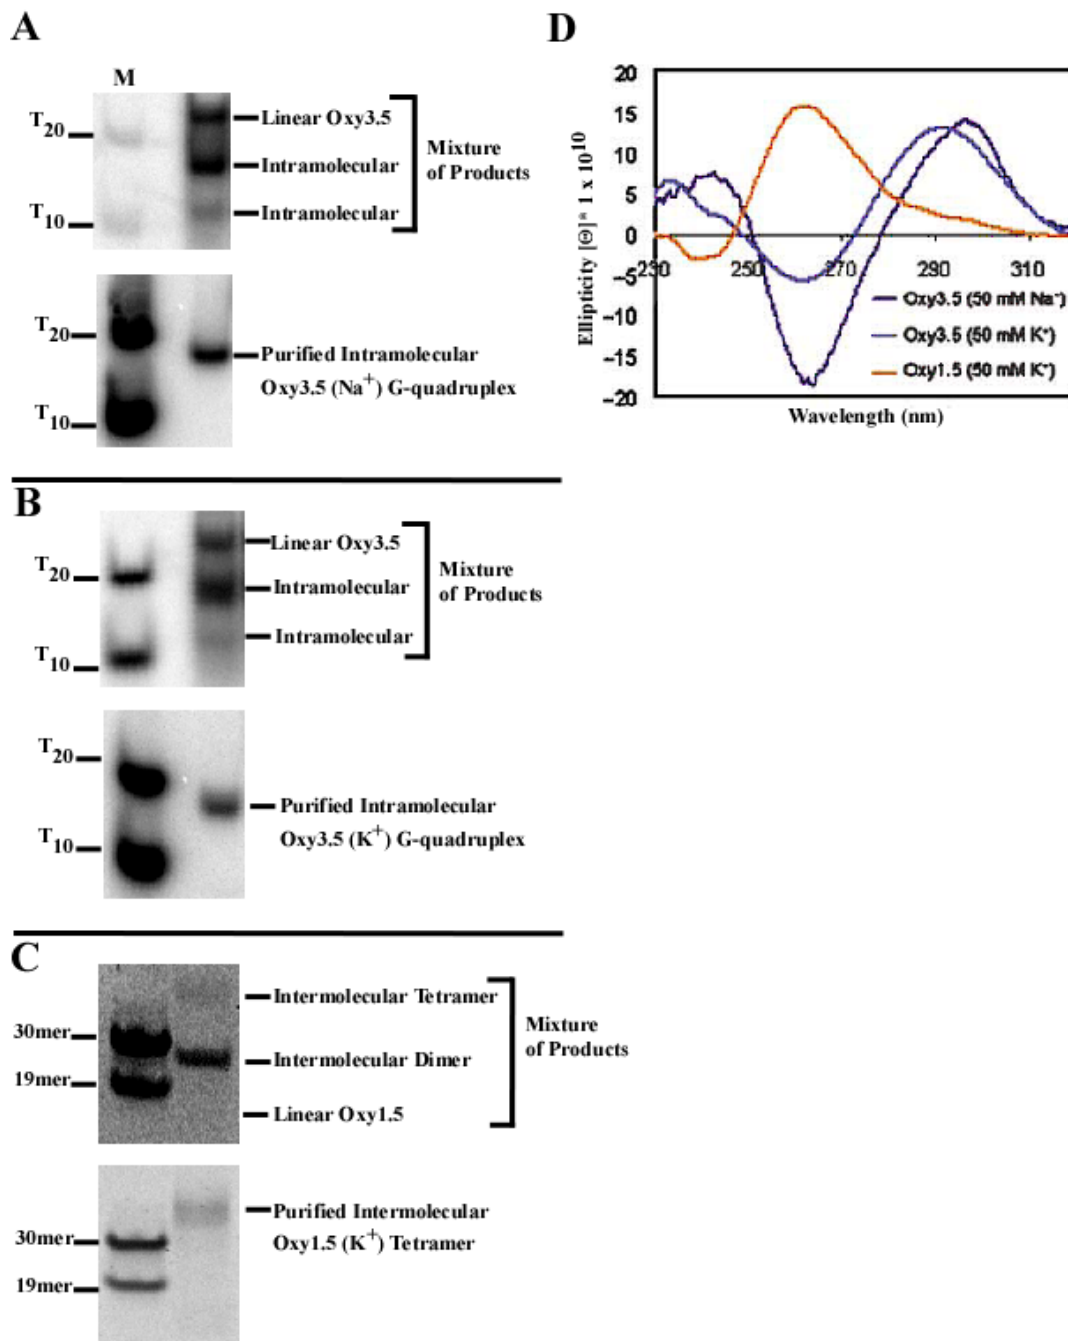 A
M
T20
T10
Linear Oxy3.5
Intramolecular
Intramolecular
Mixture
of Products
T20
T10
Purified Intramolecular
Oxy3.5 (Na+) G-quadruplex
B
T20
T10
Linear Oxy3.5
Intramolecular
Intramolecular
Mixture
of Products
T20
T10
Purified Intramolecular
Oxy3.5 (K+) G-quadruplex
C
30mer
19mer
Intermolecular Tetramer
Intermolecular Dimer
Linear Oxy1.5
Mixture
of Products
30mer
19mer
Purified Intermolecular
Oxy1.5 (K+) Tetramer
D
Ellipticity [Θ]* 1 x 10^10
20
15
10
5
0
-5
-10
-15
-20
230 250 270 290 310
Oxy3.5 (50 mM Na+)
Oxy3.5 (50 mM K+)
Oxy1.5 (50 mM K+)
Wavelength (nm)